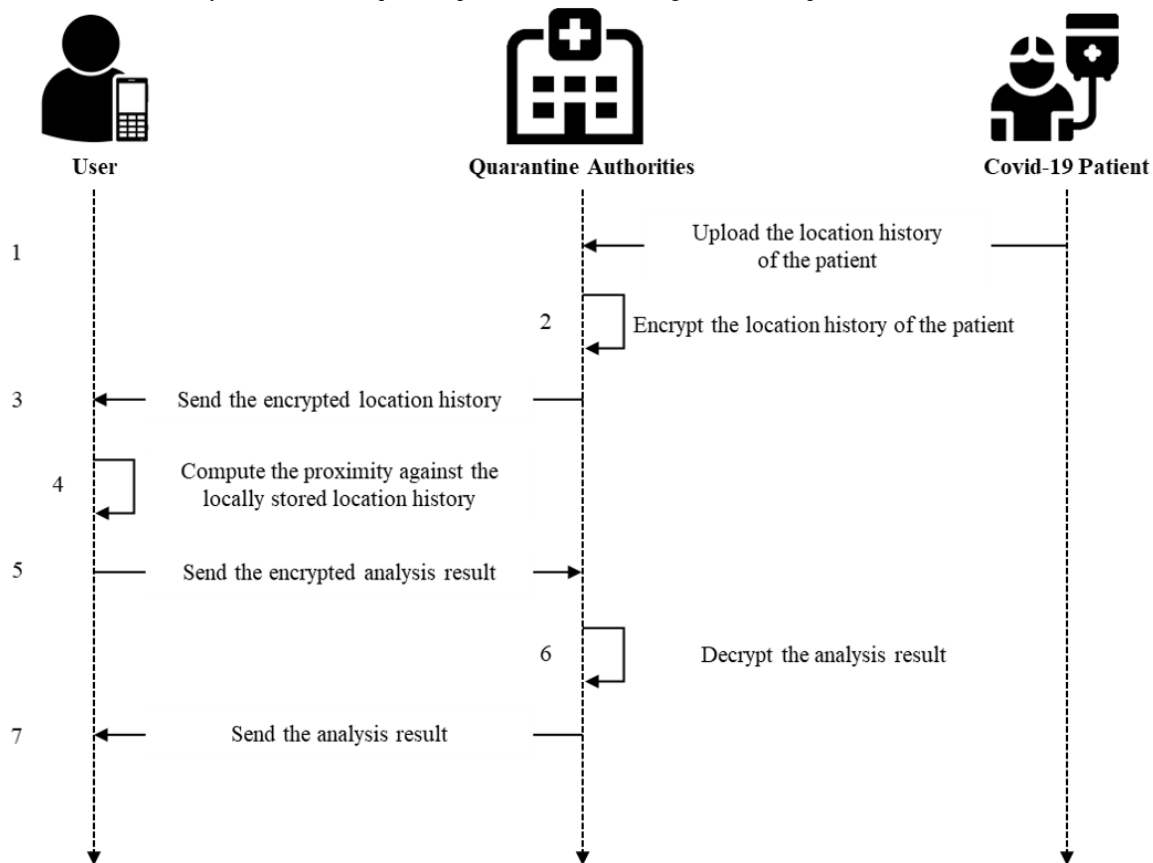 User
Quarantine Authorities
Covid-19 Patient
1
Upload the location history
of the patient
2
Encrypt the location history of the patient
3
Send the encrypted location history
4
Compute the proximity against the
locally stored location history
5
Send the encrypted analysis result
6
Decrypt the analysis result
7
Send the analysis result